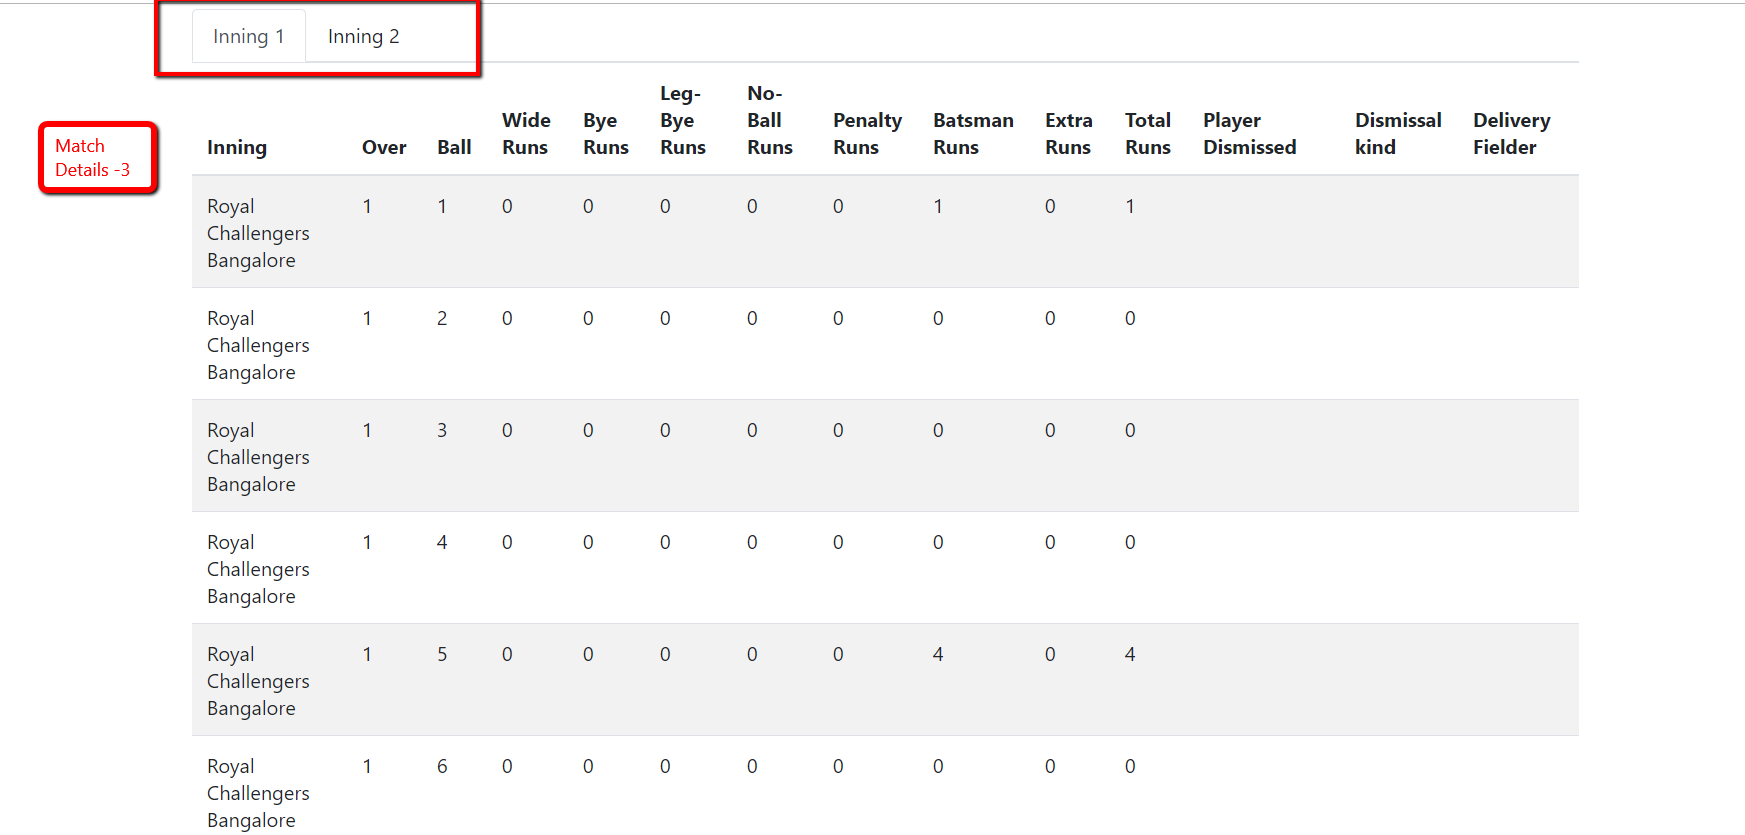 Inning 1 Inning 2
Match
Details -3
Leg- No-
Wide Bye Bye Ball Penalty Batsman Extra Total Player Dismissal Delivery
Inning Over Ball Runs Runs Runs Runs Runs Runs Runs Runs Dismissed kind Fielder
Royal 1 1 0 0 0 0 0 1 0 1
Challengers
Bangalore
Royal 1 2 0 0 0 0 0 0 0 0
Challengers
Bangalore
Royal 1 3 0 0 0 0 0 0 0 0
Challengers
Bangalore
Royal 1 4 0 0 0 0 0 0 0 0
Challengers
Bangalore
Royal 1 5 0 0 0 0 0 4 0 4
Challengers
Bangalore
Royal 1 6 0 0 0 0 0 0 0 0
Challengers
Bangalore